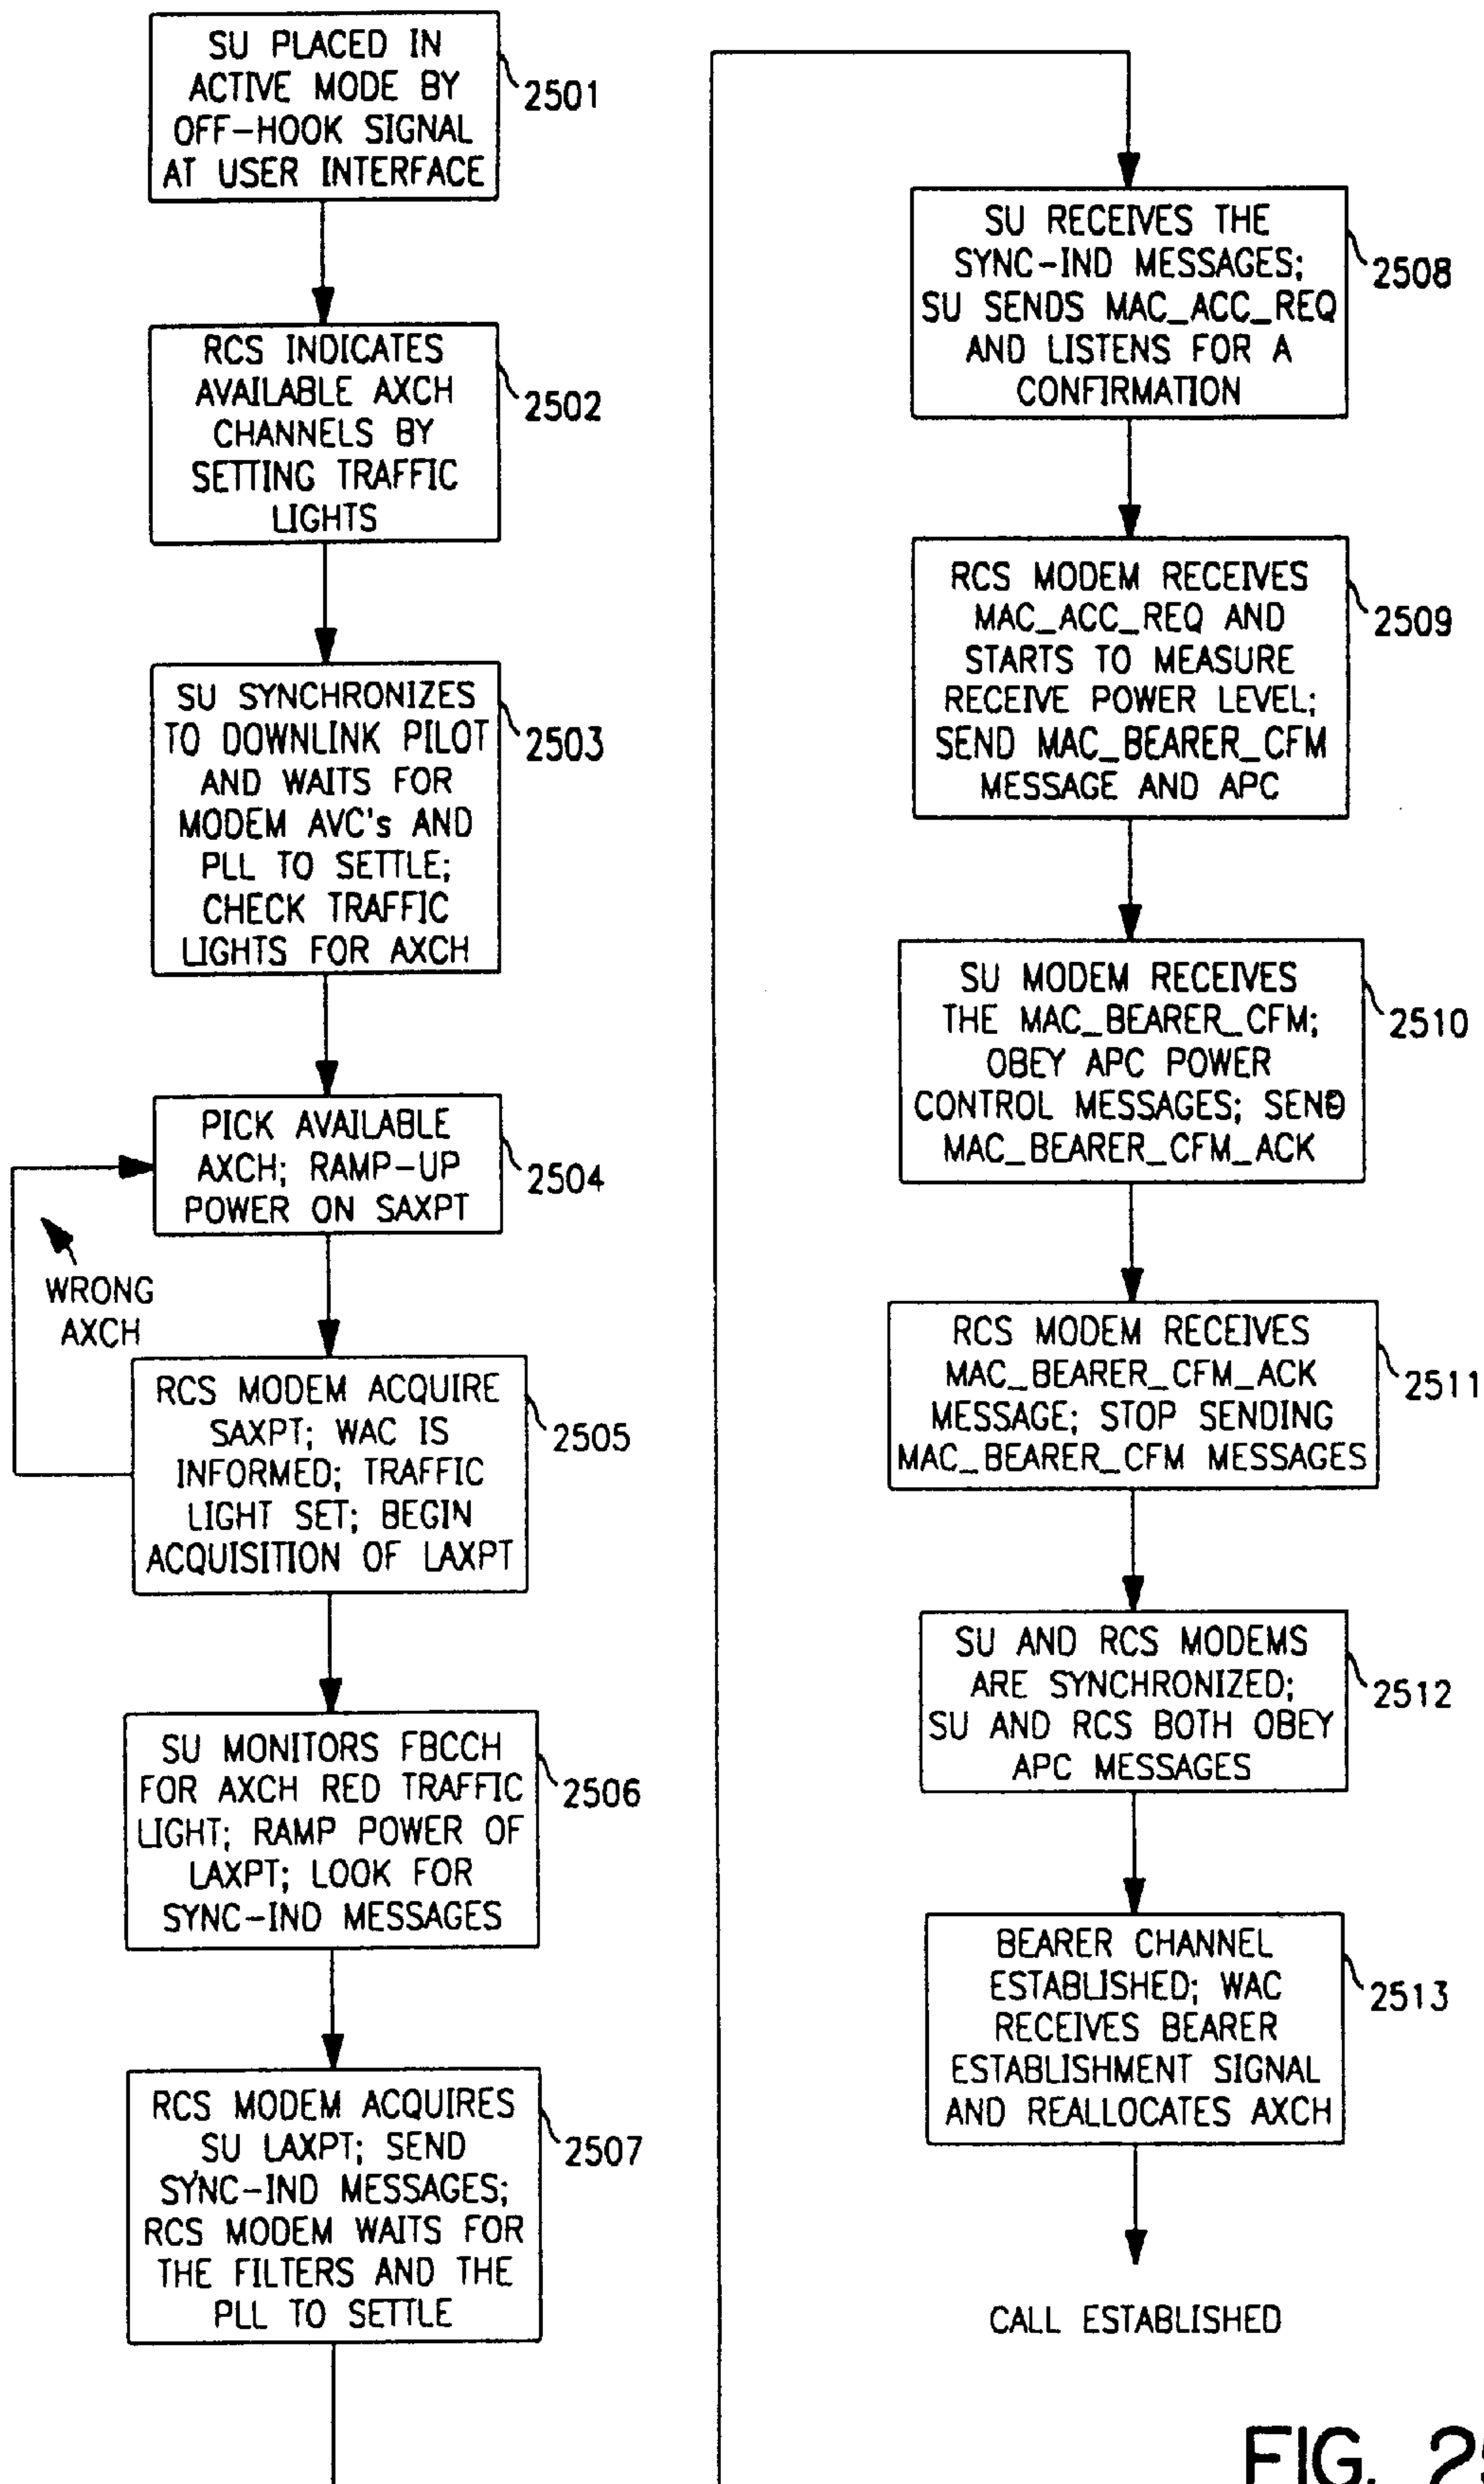 SU PLACED IN
ACTIVE MODE BY
OFF-HOOK SIGNAL
AT USER INTERFACE
2501
RCS INDICATES
AVAILABLE AXCH
CHANNELS BY
SETTING TRAFFIC
LIGHTS
2502
SU SYNCHRONIZES
TO DOWNLINK PILOT
AND WAITS FOR
MODEM AVC's AND
PLL TO SETTLE;
CHECK TRAFFIC
LIGHTS FOR AXCH
2503
PICK AVAILABLE
AXCH; RAMP-UP
POWER ON SAXPT
2504
WRONG
AXCH
RCS MODEM ACQUIRE
SAXPT; WAC IS
INFORMED; TRAFFIC
LIGHT SET; BEGIN
ACQUISITION OF LAXPT
2505
SU MONITORS FBCCH
FOR AXCH RED TRAFFIC
LIGHT; RAMP POWER OF
LAXPT; LOOK FOR
SYNC-IND MESSAGES
2506
RCS MODEM ACQUIRES
SU LAXPT; SEND
SYNC-IND MESSAGES;
RCS MODEM WAITS FOR
THE FILTERS AND THE
PLL TO SETTLE
2507
SU RECEIVES THE
SYNC-IND MESSAGES;
SU SENDS MAC_ACC_REQ
AND LISTENS FOR A
CONFIRMATION
2508
RCS MODEM RECEIVES
MAC_ACC_REQ AND
STARTS TO MEASURE
RECEIVE POWER LEVEL;
SEND MAC_BEARER_CFM
MESSAGE AND APC
2509
SU MODEM RECEIVES
THE MAC_BEARER_CFM;
OBEY APC POWER
CONTROL MESSAGES; SEND
MAC_BEARER_CFM_ACK
2510
RCS MODEM RECEIVES
MAC_BEARER_CFM_ACK
MESSAGE; STOP SENDING
MAC_BEARER_CFM MESSAGES
2511
SU AND RCS MODEMS
ARE SYNCHRONIZED;
SU AND RCS BOTH OBEY
APC MESSAGES
2512
BEARER CHANNEL
ESTABLISHED; WAC
RECEIVES BEARER
ESTABLISHMENT SIGNAL
AND REALLOCATES AXCH
2513
CALL ESTABLISHED
FIG.